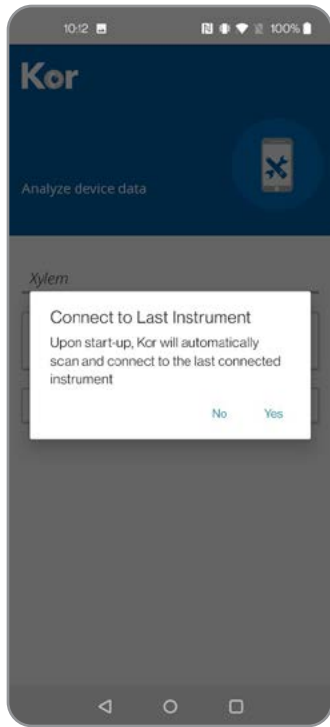 10:12
100%
Kor
Analyze device data
Xylem
Connect to Last Instrument
Upon start-up, Kor will automatically
scan and connect to the last connected
instrument
No Yes